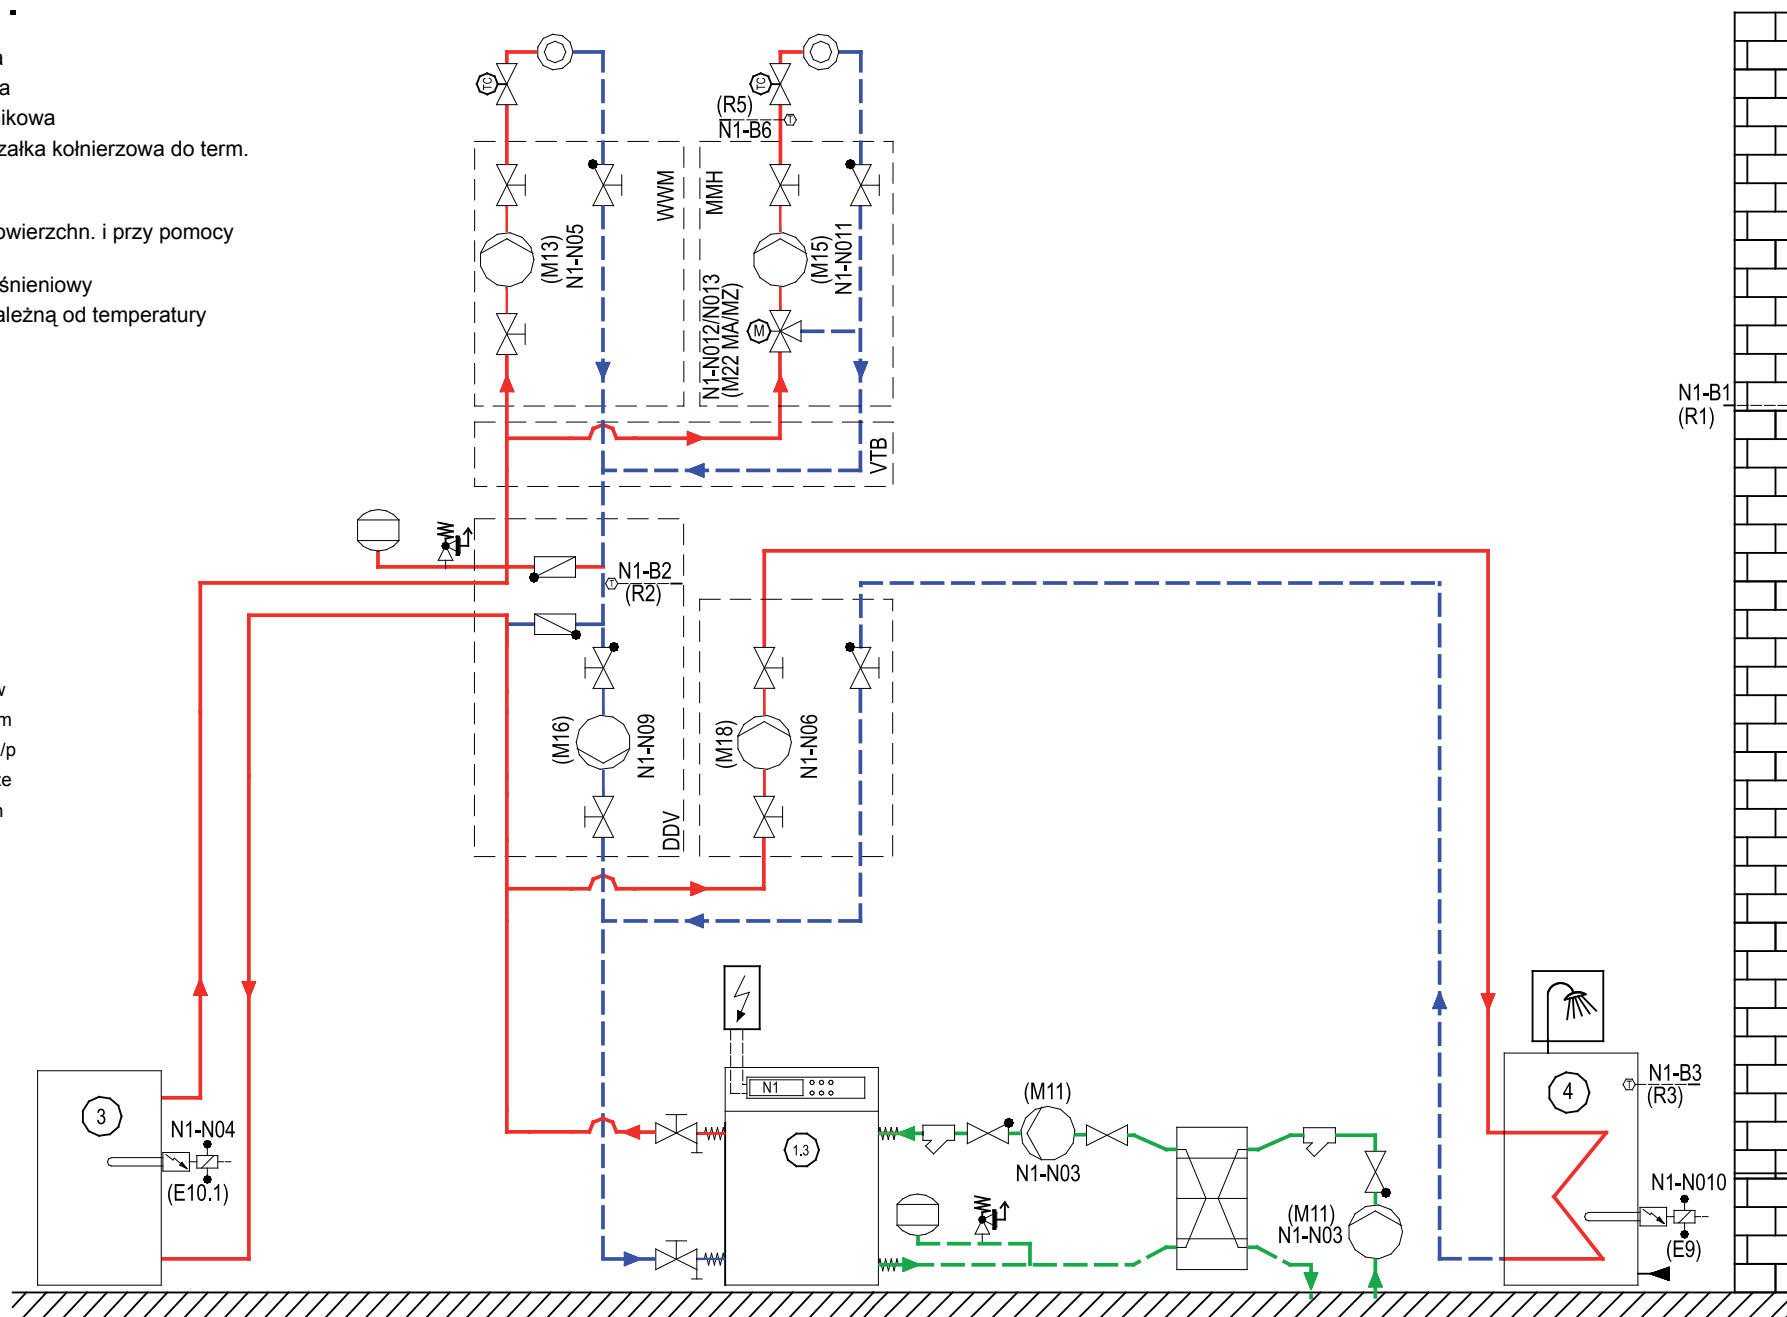 a
a
ikowa
załka kołnierzowa do term.
owierzchn. i przy pomocy
śnieniowy
ależną od temperatury
w
m
/p
te
n
TC
TC
(R5)
N1-B6
WWM
MMH
(M13)
N1-N05
(M15)
N1-N011
N1-N012/N013
(M22 MA/MZ)
M
VTB
N1-B1
(R1)
T
N1-B2
T
(R2)
(M16)
N1-N09
(M18)
N1-N06
DDV
N1
3
N1-N04
(E10.1)
1.3
(M11)
N1-N03
(M11)
N1-N03
4
T
N1-B3
(R3)
N1-N010
(E9)